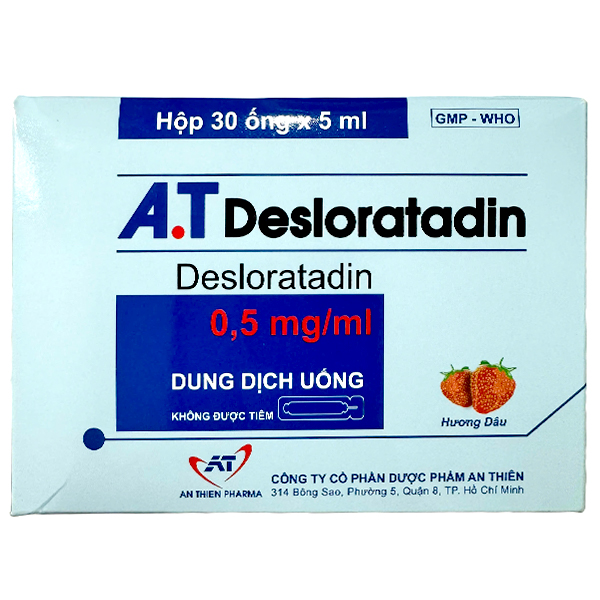 Hộp 30 ống x 5 ml
GMP - WHO
A.T Desloratadin
Desloratadin
0,5 mg/ml
DUNG DỊCH UỐNG
KHÔNG ĐƯỢC TIÊM
Hương Dâu
AT
AN THIEN PHARMA
CÔNG TY CỔ PHẦN DƯỢC PHẨM AN THIÊN
314 Bông Sao, Phường 5, Quận 8, TP. Hồ Chí Minh